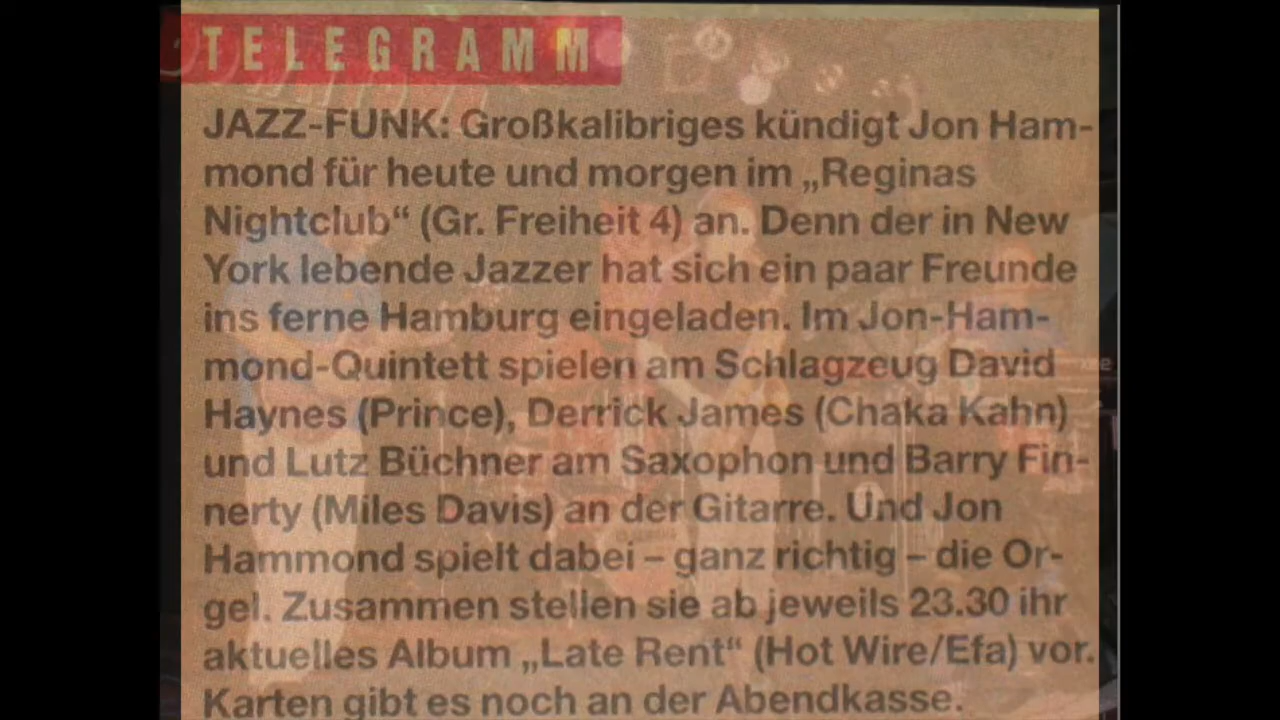 TELEGRAMM
JAZZ-FUNK: Großkalibriges kündigt Jon Ham-
mond für heute und morgen im „Reginas
Nightclub“ (Gr. Freiheit 4) an. Denn der in New
York lebende Jazzer hat sich ein paar Freunde
ins ferne Hamburg eingeladen. Im Jon-Ham-
mond-Quintett spielen am Schlagzeug David
Haynes (Prince), Derrick James (Chaka Kahn)
und Lutz Büchner am Saxophon und Barry Fin-
nerty (Miles Davis) an der Gitarre. Und Jon
Hammond spielt dabei – ganz richtig – die Or-
gel. Zusammen stellen sie ab jeweils 23.30 ihr
aktuelles Album „Late Rent“ (Hot Wire/Efa) vor.
Karten gibt es noch an der Abendkasse.